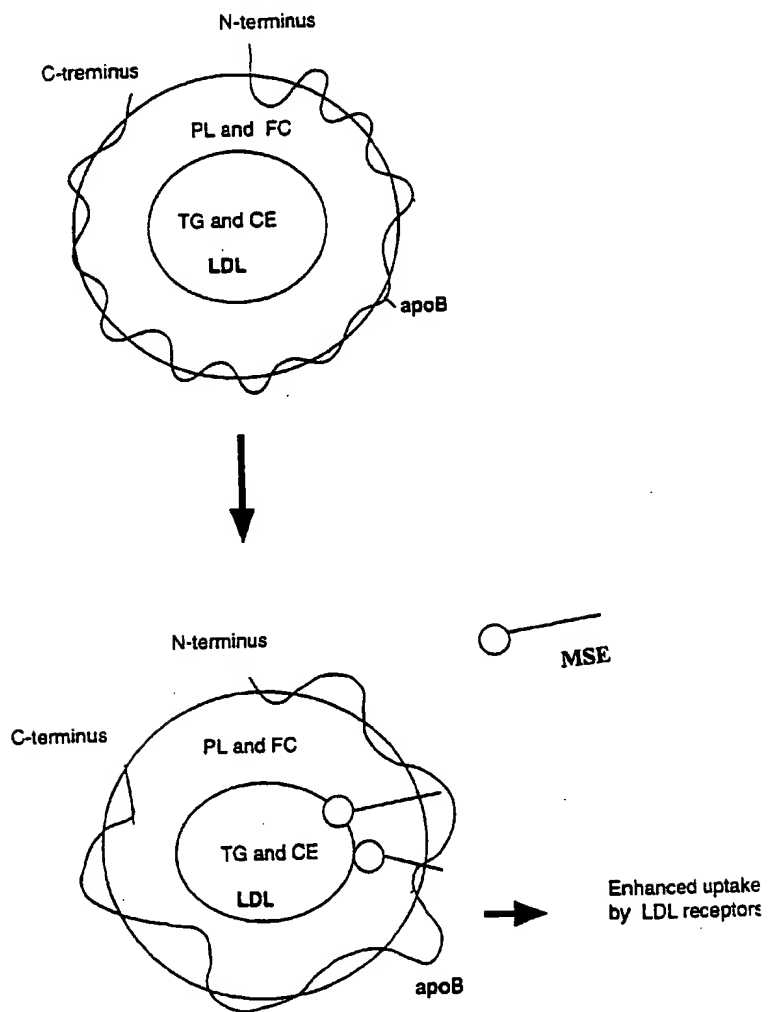 N-terminus
C-treminus
PL and FC
TG and CE
LDL
apoB
N-terminus
MSE
C-terminus
PL and FC
TG and CE
LDL
Enhanced uptake
by LDL receptors
apoB